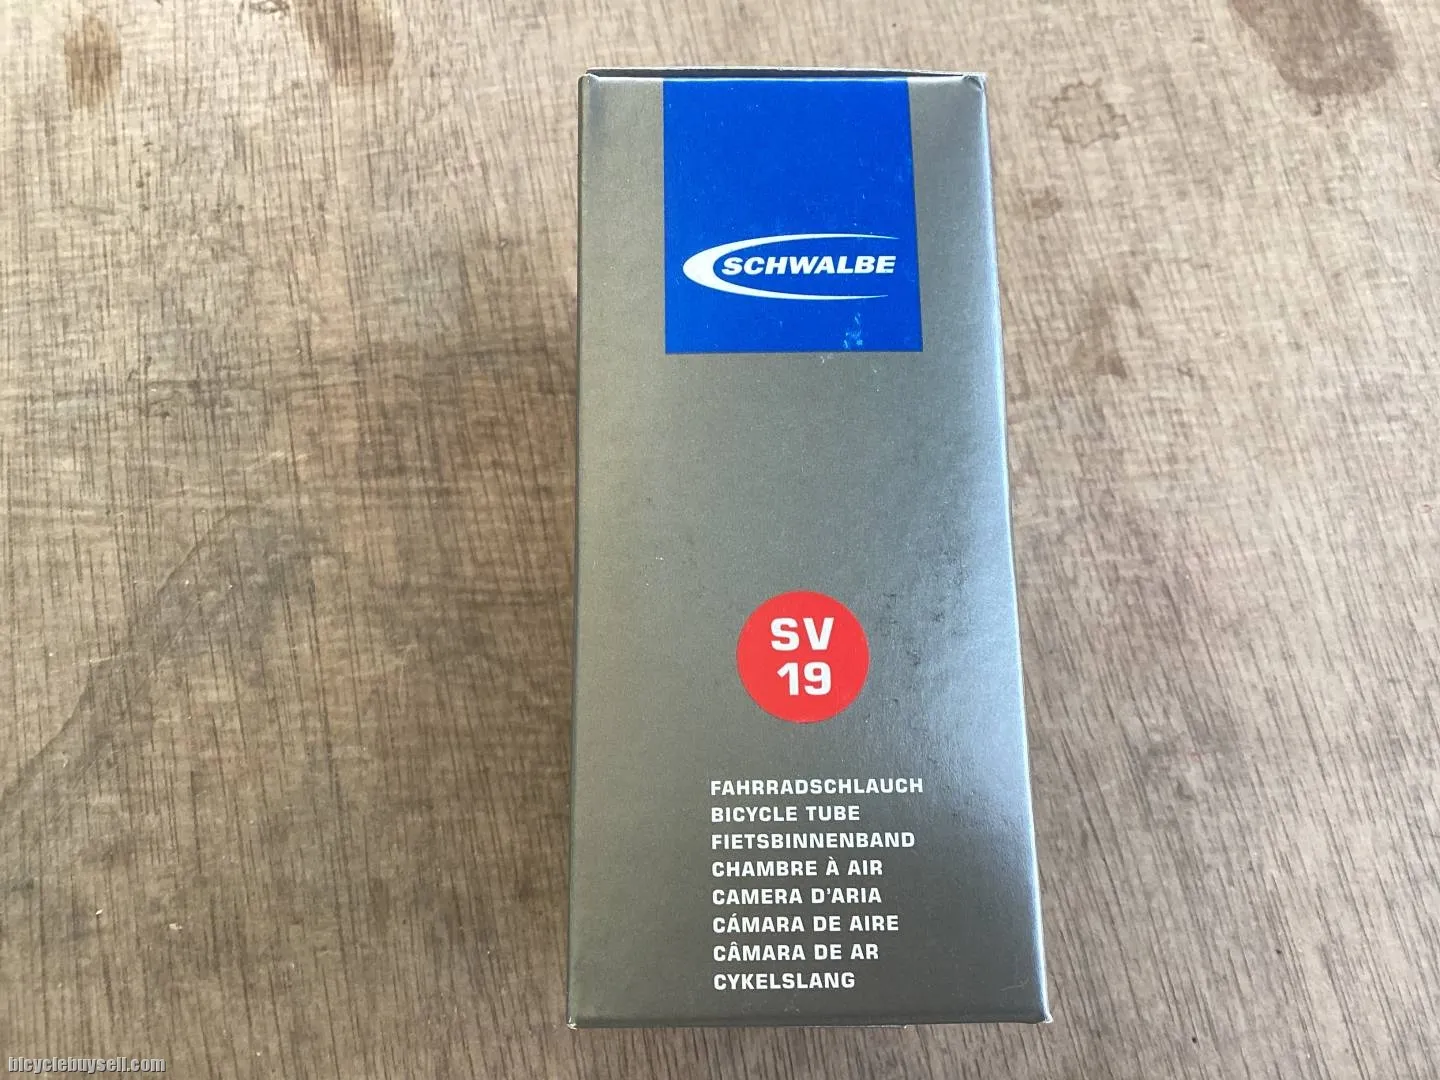 SCHWALBE
SV
19
FAHRRADSCHLAUCH
BICYCLE TUBE
FIETSBINNENBAND
CHAMBRE À AIR
CAMERA D'ARIA
CÁMARA DE AIRE
CÂMARA DE AR
CYKELSLANG
bicyclebuysell.com